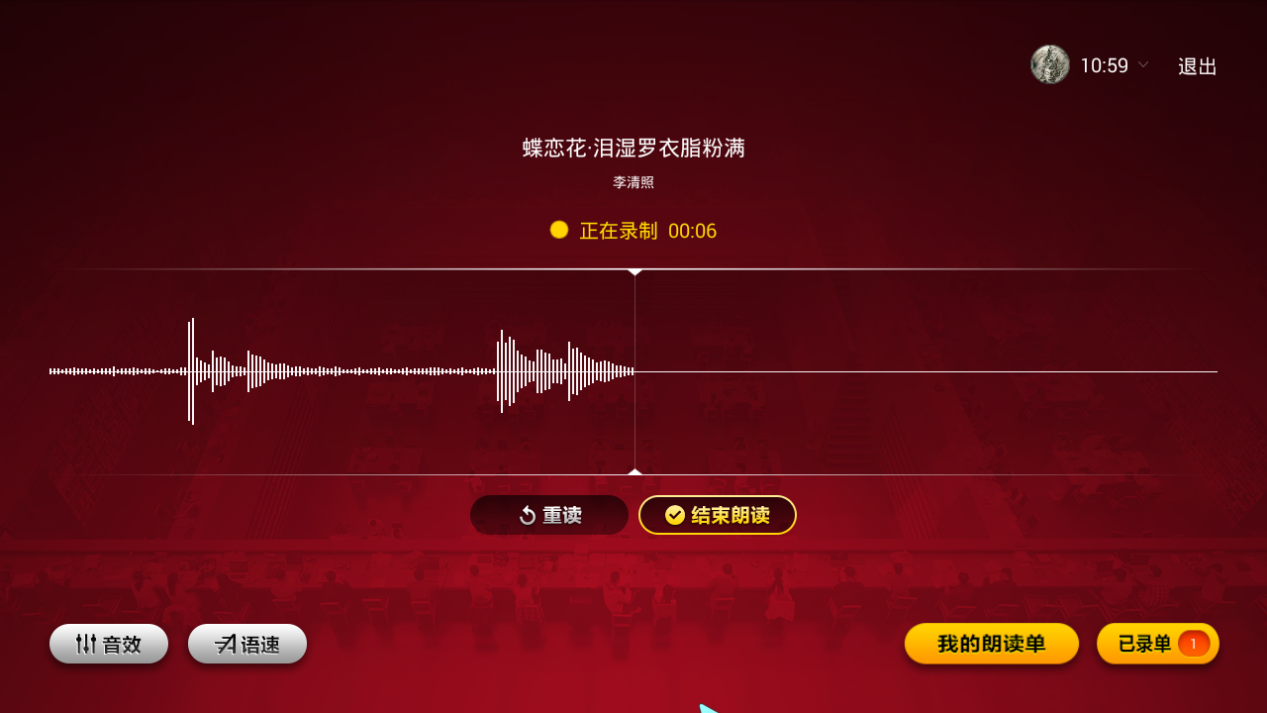 10:59 退出
蝶恋花·泪湿罗衣脂粉满
李清照
正在录制 00:06
重读 结束朗读
音效 语速 我的朗读单 已录单 1